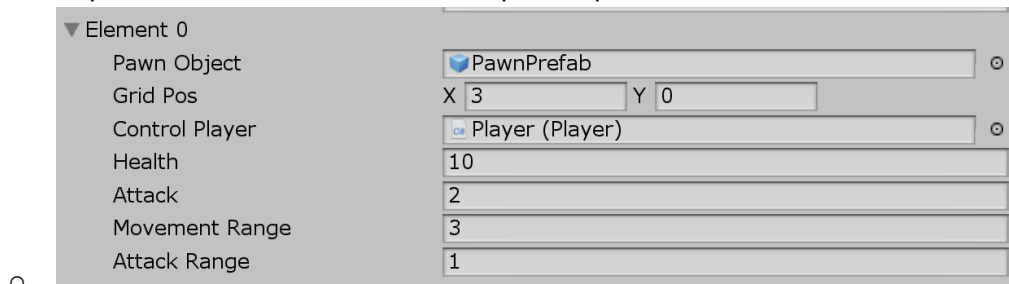 Element 0
Pawn Object PawnPrefab
Grid Pos X 3 Y 0
Control Player C# Player (Player)
Health 10
Attack 2
Movement Range 3
Attack Range 1